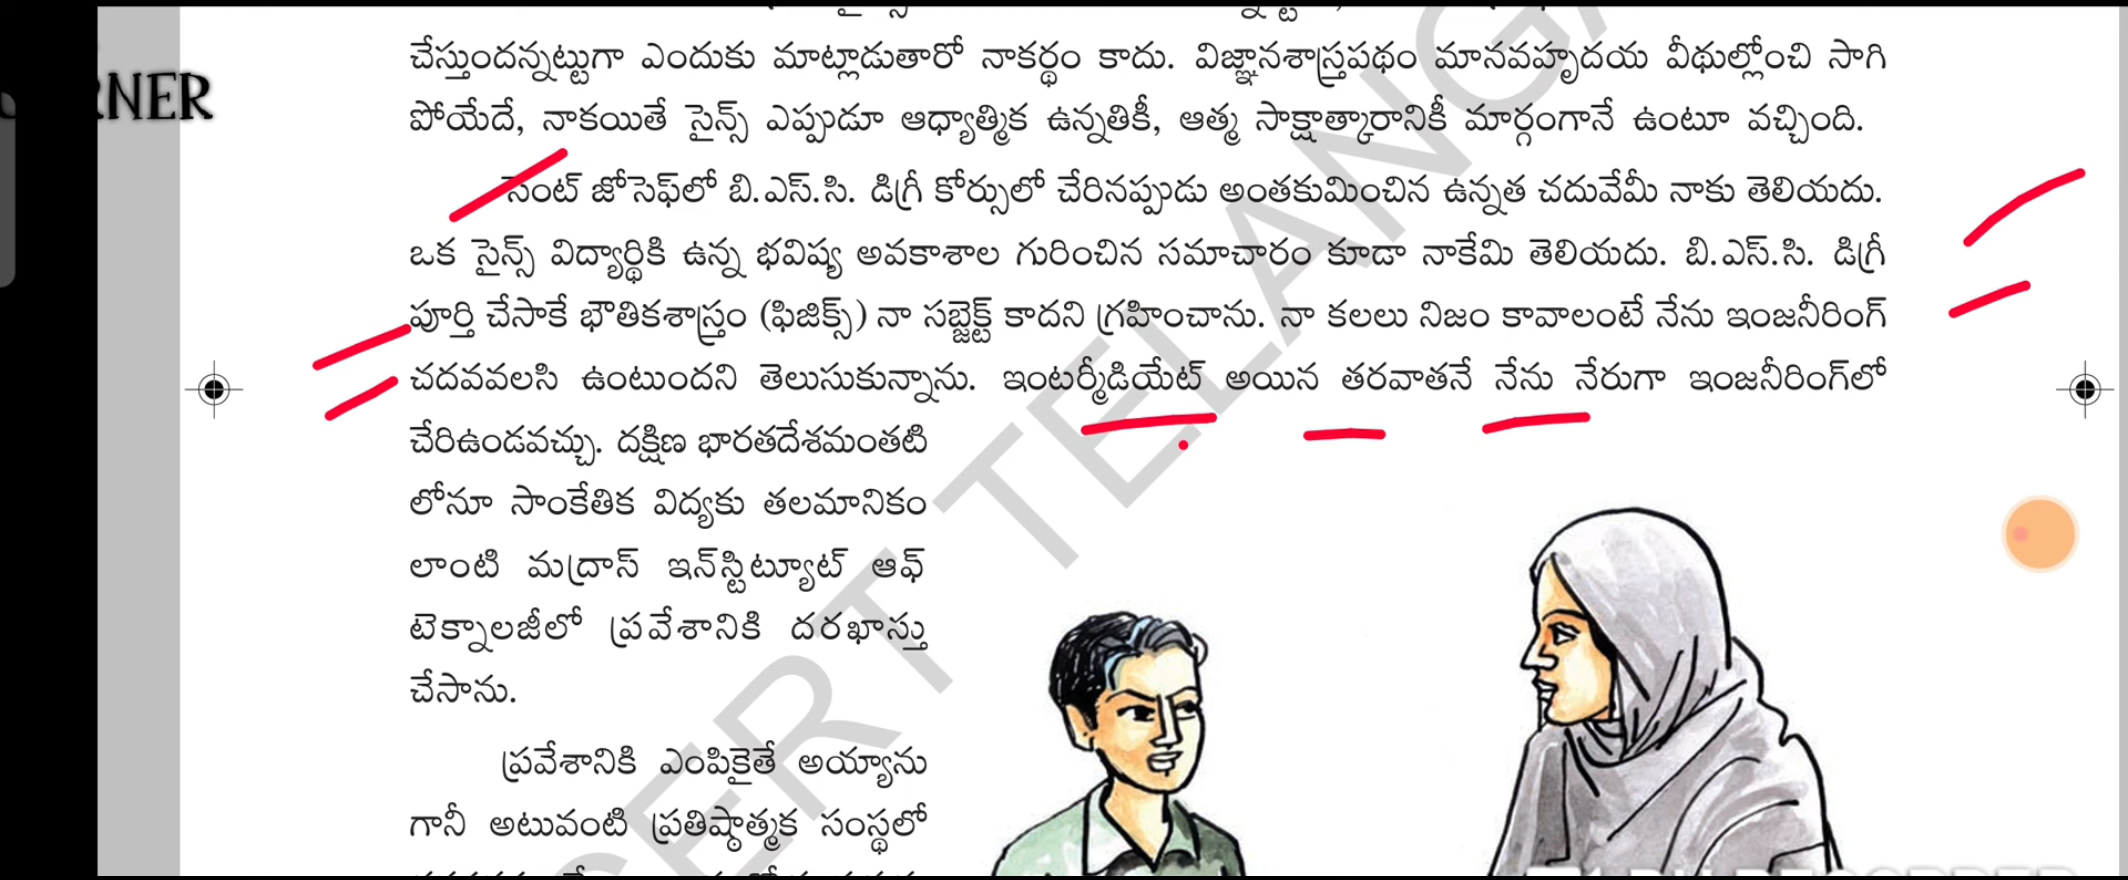 చేస్తుందన్నట్టుగా ఎందుకు మాట్లాడుతారో నాకర్థం కాదు. విజ్ఞానశాస్త్రపథం మానవహృదయ వీథుల్లోంచి సాగి
NER
పోయేదే, నాకయితే సైన్స్ ఎప్పుడూ ఆధ్యాత్మిక ఉన్నతికీ, ఆత్మ సాక్షాత్కారానికీ మార్గంగానే ఉంటూ వచ్చింది.
సెంట్ జోసెఫ్‌లో బి.ఎస్.సి. డిగ్రీ కోర్సులో చేరినప్పుడు అంతకుమించిన ఉన్నత చదువేమీ నాకు తెలియదు.
ఒక సైన్స్ విద్యార్థికి ఉన్న భవిష్య అవకాశాల గురించిన సమాచారం కూడా నాకేమి తెలియదు. బి.ఎస్.సి. డిగ్రీ
పూర్తి చేసాకే భౌతికశాస్త్రం (ఫిజిక్స్) నా సబ్జెక్ట్ కాదని గ్రహించాను. నా కలలు నిజం కావాలంటే నేను ఇంజనీరింగ్
చదవవలసి ఉంటుందని తెలుసుకున్నాను. ఇంటర్మీడియేట్ అయిన తరవాతనే నేను నేరుగా ఇంజనీరింగ్‌లో
చేరిఉండవచ్చు. దక్షిణ భారతదేశమంతటి
లోనూ సాంకేతిక విద్యకు తలమానికం
లాంటి మద్రాస్ ఇన్‌స్టిట్యూట్ ఆఫ్
టెక్నాలజీలో ప్రవేశానికి దరఖాస్తు
చేసాను.
ప్రవేశానికి ఎంపికైతే అయ్యాను
గానీ అటువంటి ప్రతిష్ఠాత్మక సంస్థలో
CERT TELANGA